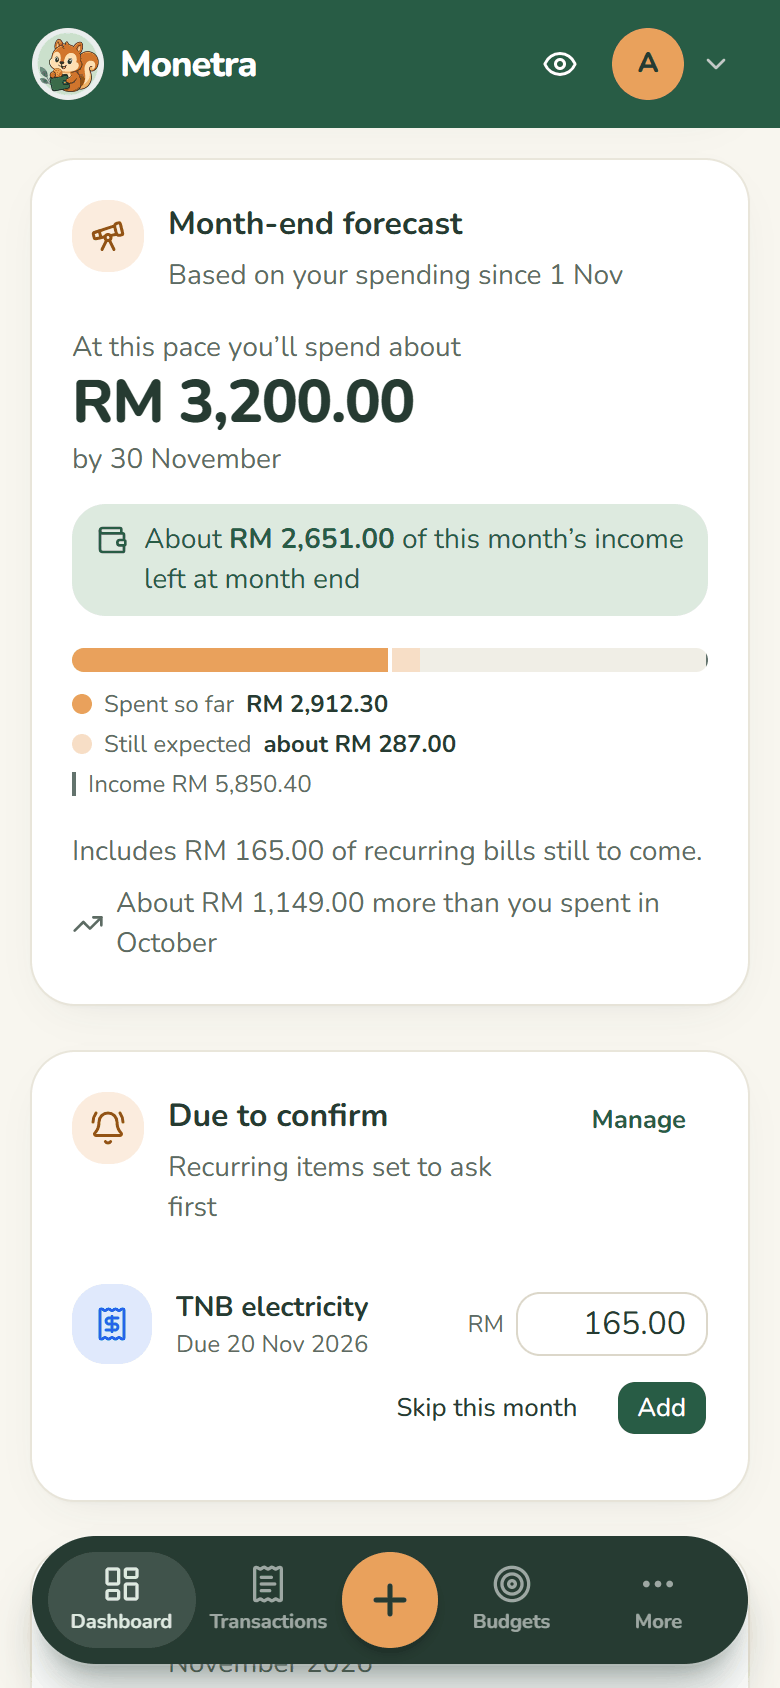 Monetra
A
Month-end forecast
Based on your spending since 1 Nov
At this pace you’ll spend about
RM 3,200.00
by 30 November
About RM 2,651.00 of this month’s income
left at month end
Spent so far RM 2,912.30
Still expected about RM 287.00
Income RM 5,850.40
Includes RM 165.00 of recurring bills still to come.
About RM 1,149.00 more than you spent in
October
Due to confirm
Manage
Recurring items set to ask
first
TNB electricity
RM 165.00
Due 20 Nov 2026
Skip this month
Add
Dashboard
Transactions
Budgets
More
November 2026